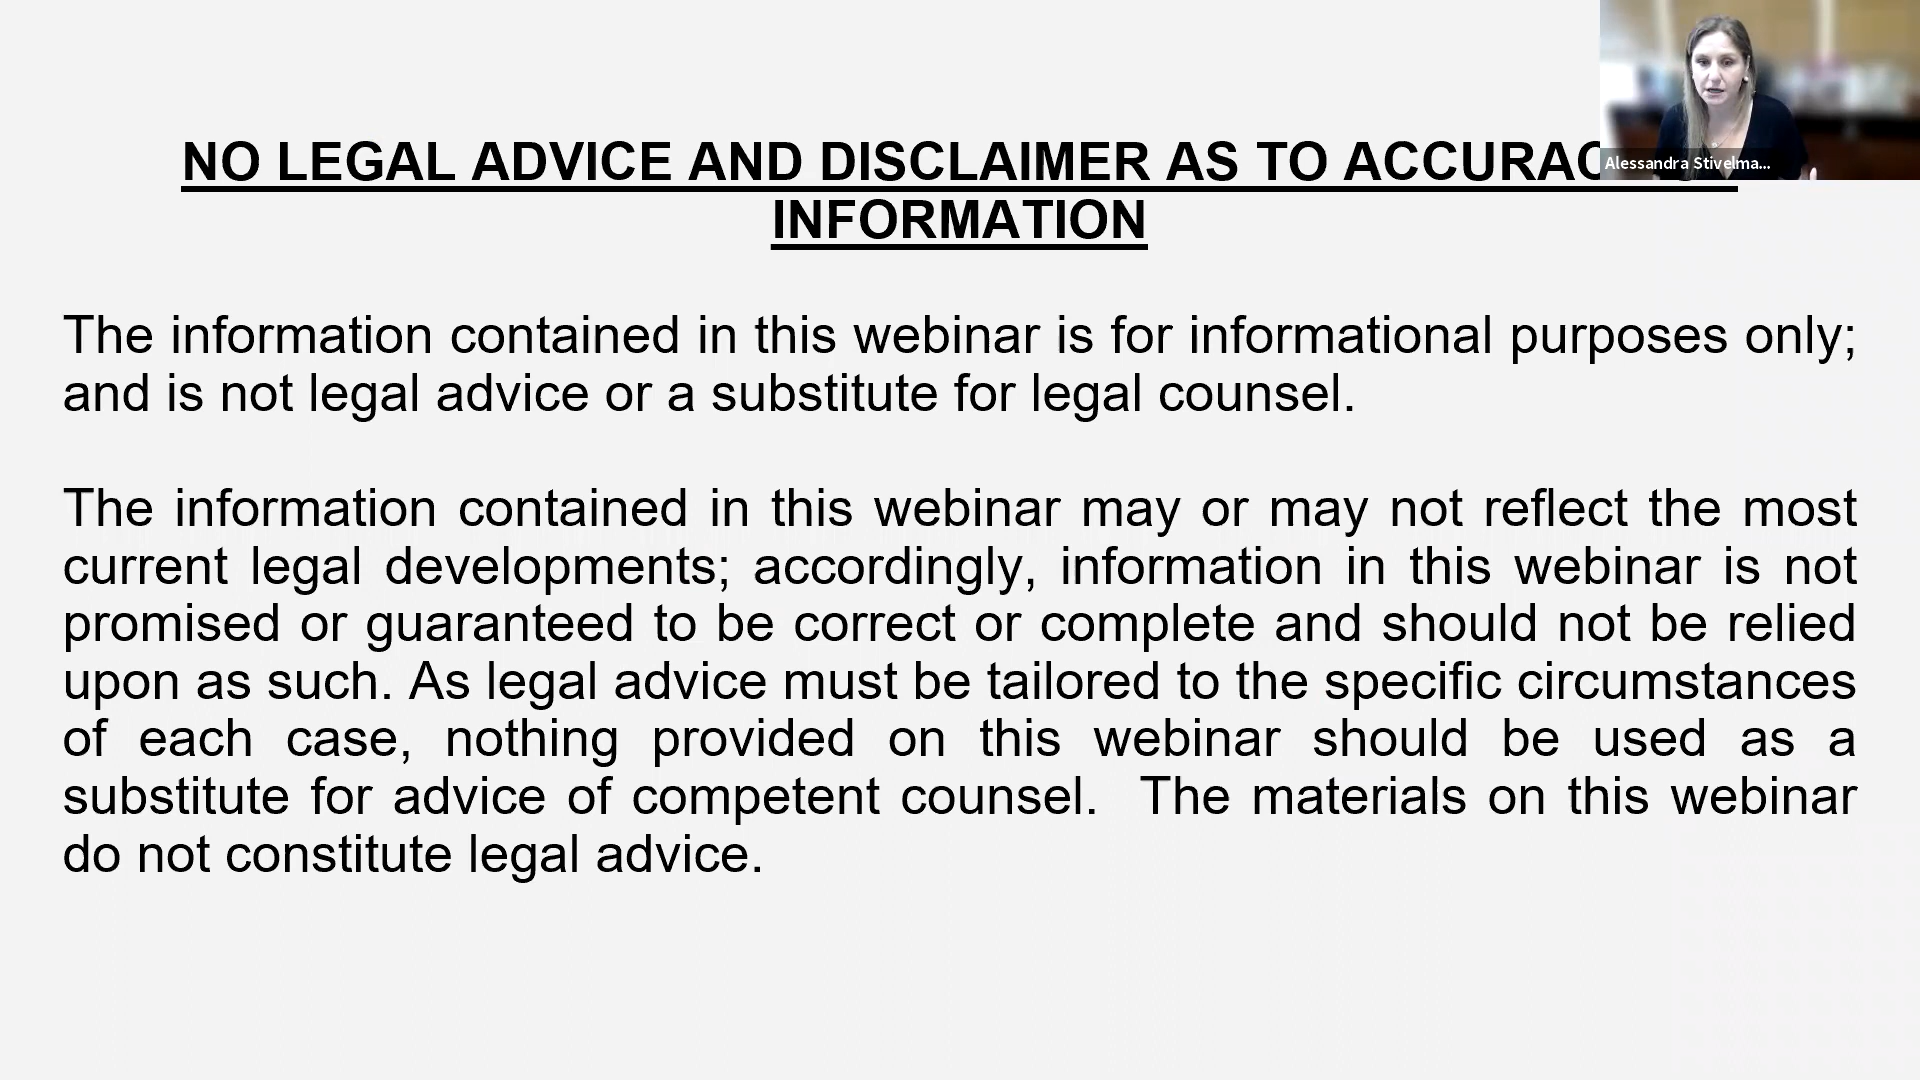 NO LEGAL ADVICE AND DISCLAIMER AS TO
INFORMATION
Alessandra Stivelma...
The information contained in this webinar is for informational purposes only;
and is not legal advice or a substitute for legal counsel.
The information contained in this webinar may or may not reflect the most
current legal developments; accordingly, information in this webinar is not
promised or guaranteed to be correct or complete and should not be relied
upon as such. As legal advice must be tailored to the specific circumstances
of each case, nothing provided on this webinar should be used as a
substitute for advice of competent counsel. The materials on this webinar
do not constitute legal advice.